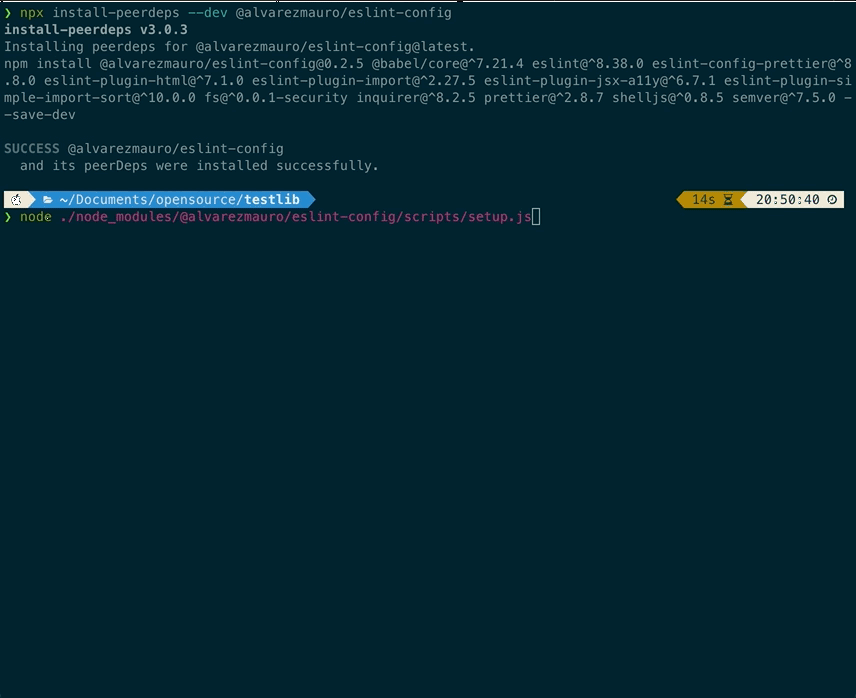 ❯ npx install-peerdeps --dev @alvarezmauro/eslint-config
install-peerdeps v3.0.3
Installing peerdeps for @alvarezmauro/eslint-config@latest.
npm install @alvarezmauro/eslint-config@0.2.5 @babel/core@^7.21.4 eslint@^8.38.0 eslint-config-prettier@^8
.8.0 eslint-plugin-html@^7.1.0 eslint-plugin-import@^2.27.5 eslint-plugin-jsx-a11y@^6.7.1 eslint-plugin-si
mple-import-sort@^10.0.0 fs@^0.0.1-security inquirer@^8.2.5 prettier@^2.8.7 shelljs@^0.8.5 semver@^7.5.0 -
-save-dev
SUCCESS @alvarezmauro/eslint-config
and its peerDeps were installed successfully.
~/Documents/opensource/testlib 14s 20:50:40
❯ node ./node_modules/@alvarezmauro/eslint-config/scripts/setup.js